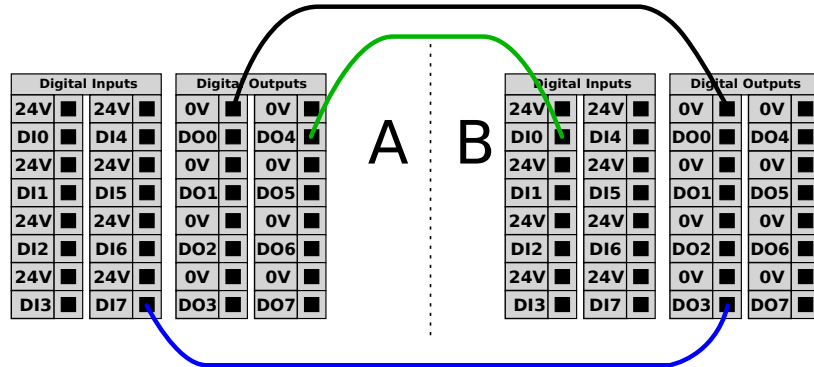 Digital Inputs Digital Outputs Digital Inputs Digital Outputs
24V 24V 0V 0V A B 24V 24V 0V 0V
DI0 DI4 DO0 DO4 DI0 DI4 DO0 DO4
24V 24V 0V 0V 24V 24V 0V 0V
DI1 DI5 DO1 DO5 DI1 DI5 DO1 DO5
24V 24V 0V 0V 24V 24V 0V 0V
DI2 DI6 DO2 DO6 DI2 DI6 DO2 DO6
24V 24V 0V 0V 24V 24V 0V 0V
DI3 DI7 DO3 DO7 DI3 DI7 DO3 DO7